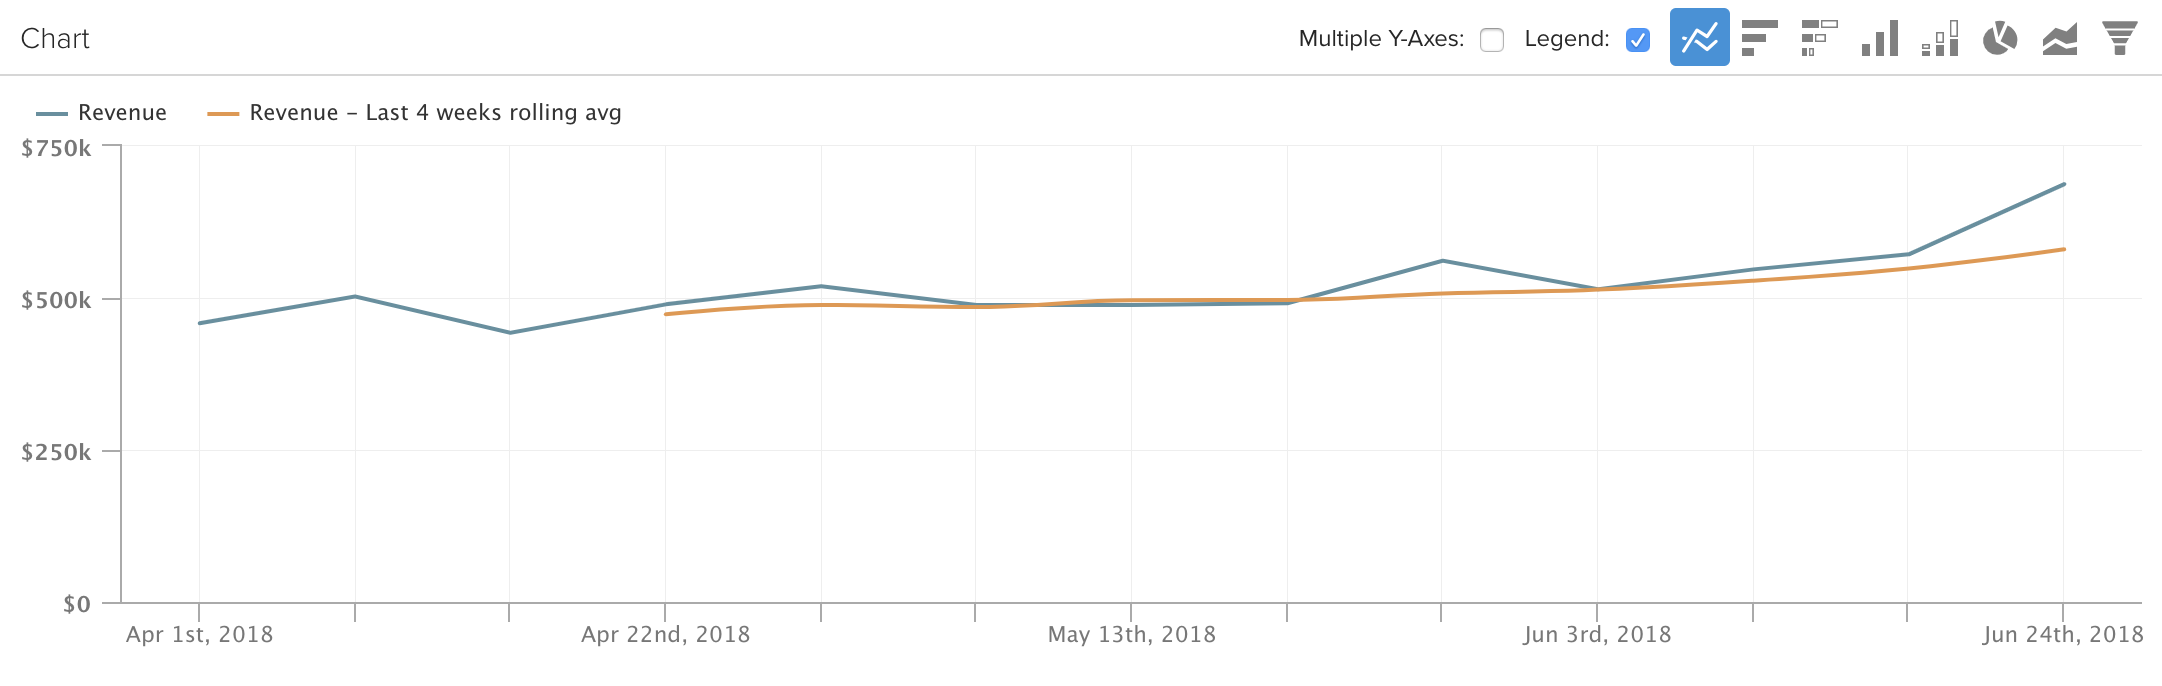 Chart
Multiple Y-Axes:
Legend:
Revenue
Revenue – Last 4 weeks rolling avg
$750k
$500k
$250k
$0
Apr 1st, 2018
Apr 22nd, 2018
May 13th, 2018
Jun 3rd, 2018
Jun 24th, 2018